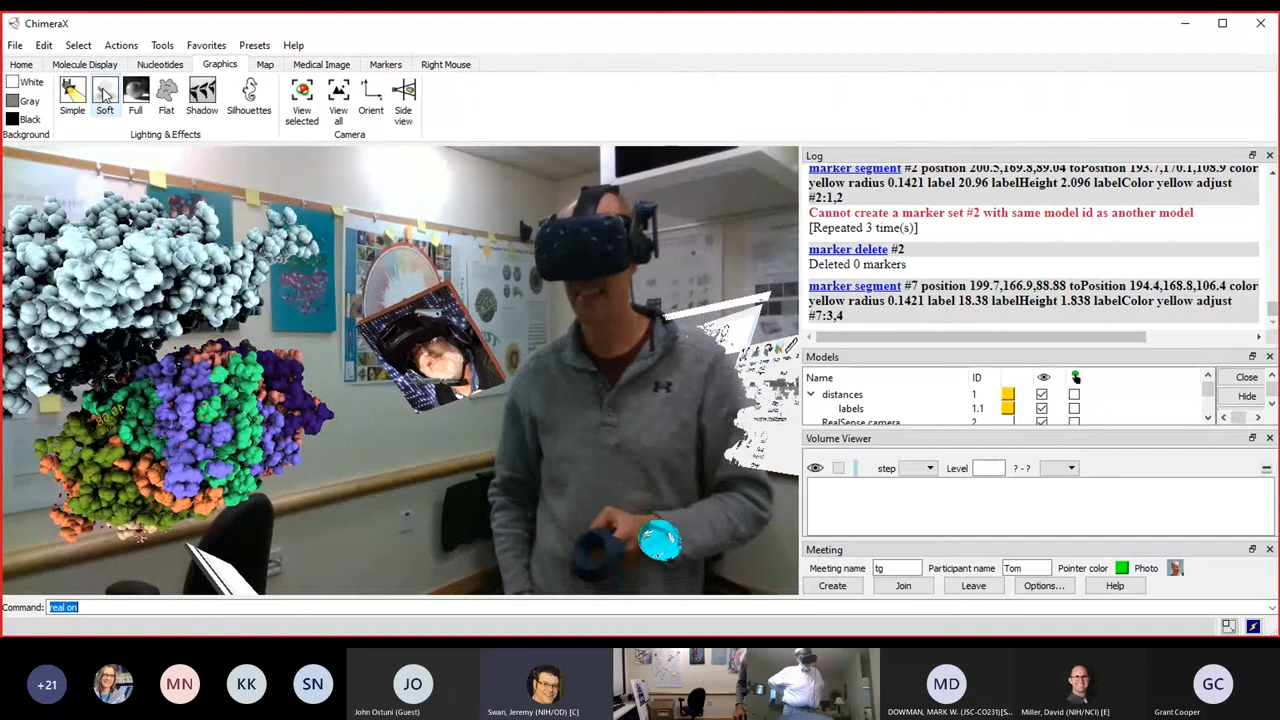 ChimeraX
File Edit Select Actions Tools Favorites Presets Help
Home Molecule Display Nucleotides Graphics Map Medical Image Markers Right Mouse
White
Gray
Black
Simple Soft Full Flat Shadow Silhouettes View selected View all Orient Side view
Background Lighting & Effects Camera
Log
marker segment #2 position 200.5,169.8,89.04 toPosition 193.7,170.1,108.9 color
yellow radius 0.1421 label 20.96 labelHeight 2.096 labelColor yellow adjust
#2:1,2
Cannot create a marker set #2 with same model id as another model
[Repeated 3 time(s)]
marker delete #2
Deleted 0 markers
marker segment #7 position 199.7,166.9,88.88 toPosition 194.4,168.8,106.4 color
yellow radius 0.1421 label 18.38 labelHeight 1.838 labelColor yellow adjust
#7:3,4
Models
Name ID
distances 1
labels 1.1
RealSense camera 2
Close
Hide
Volume Viewer
step Level ? - ?
Meeting
Meeting name tg Participant name Tom Pointer color Photo
Create Join Leave Options... Help
Command: real on
+21 MN KK SN JO MD GC
John Ostuni (Guest) Swan, Jeremy (NIH/OD) [C] DOWMAN, MARK W. (JSC-CO231)[S... Miller, David (NIH/NCI) [E] Grant Cooper